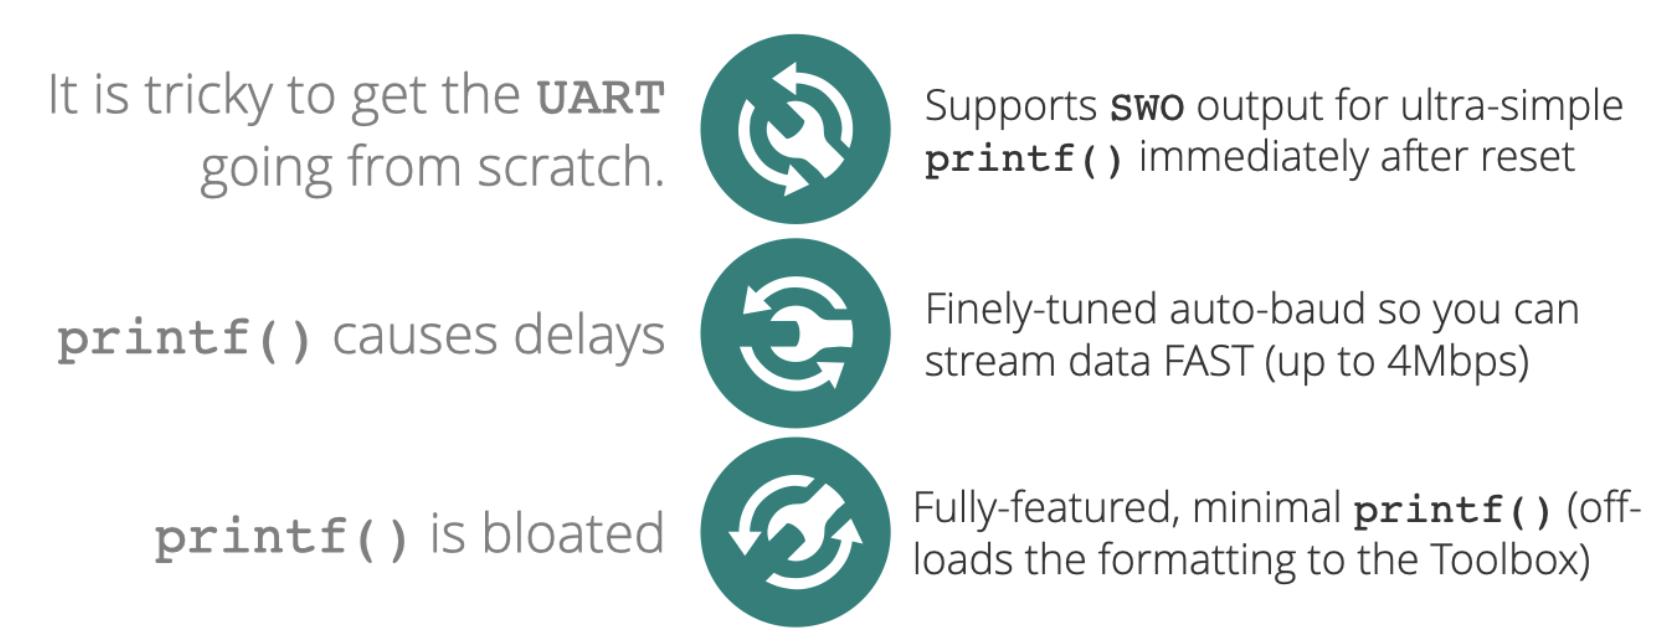 It is tricky to get the UART
going from scratch.
Supports SWO output for ultra-simple
printf() immediately after reset
printf() causes delays
Finely-tuned auto-baud so you can
stream data FAST (up to 4Mbps)
printf() is bloated
Fully-featured, minimal printf() (off-
loads the formatting to the Toolbox)